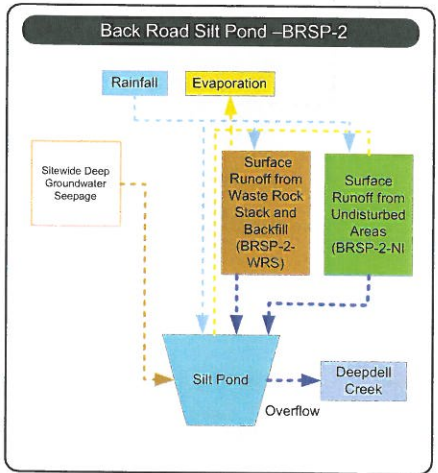 Back Road Silt Pond –BRSP-2
Rainfall
Evaporation
Sitewide Deep
Groundwater
Seepage
Surface
Runoff from
Waste Rock
Stack and
Backfill
(BRSP-2-
WRS)
Surface
Runoff from
Undisturbed
Areas
(BRSP-2-NI
Silt Pond
Deepdell
Creek
Overflow